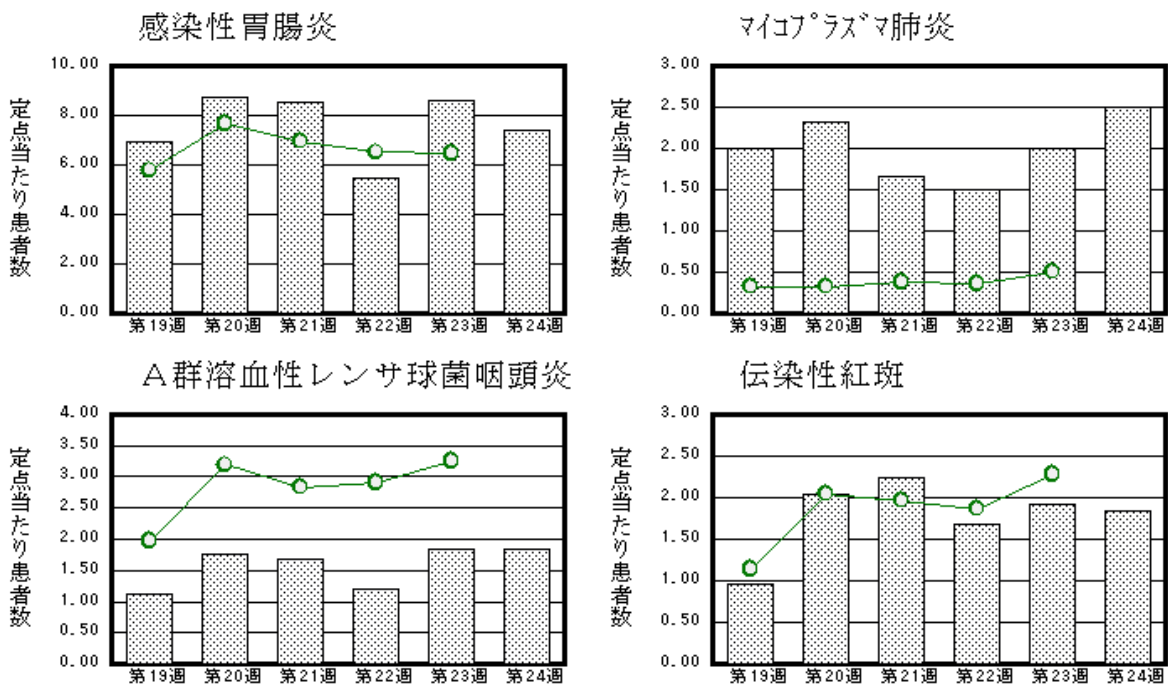 感染性胃腸炎
定点当たり患者数
10.00
8.00
6.00
4.00
2.00
0.00
第19週 第20週 第21週 第22週 第23週 第24週
ﾏｲｺﾌﾟﾗｽﾞﾏ肺炎
定点当たり患者数
3.00
2.50
2.00
1.50
1.00
0.50
0.00
第19週 第20週 第21週 第22週 第23週 第24週
A群溶血性レンサ球菌咽頭炎
定点当たり患者数
4.00
3.50
3.00
2.50
2.00
1.50
1.00
0.50
0.00
第19週 第20週 第21週 第22週 第23週 第24週
伝染性紅斑
定点当たり患者数
3.00
2.50
2.00
1.50
1.00
0.50
0.00
第19週 第20週 第21週 第22週 第23週 第24週